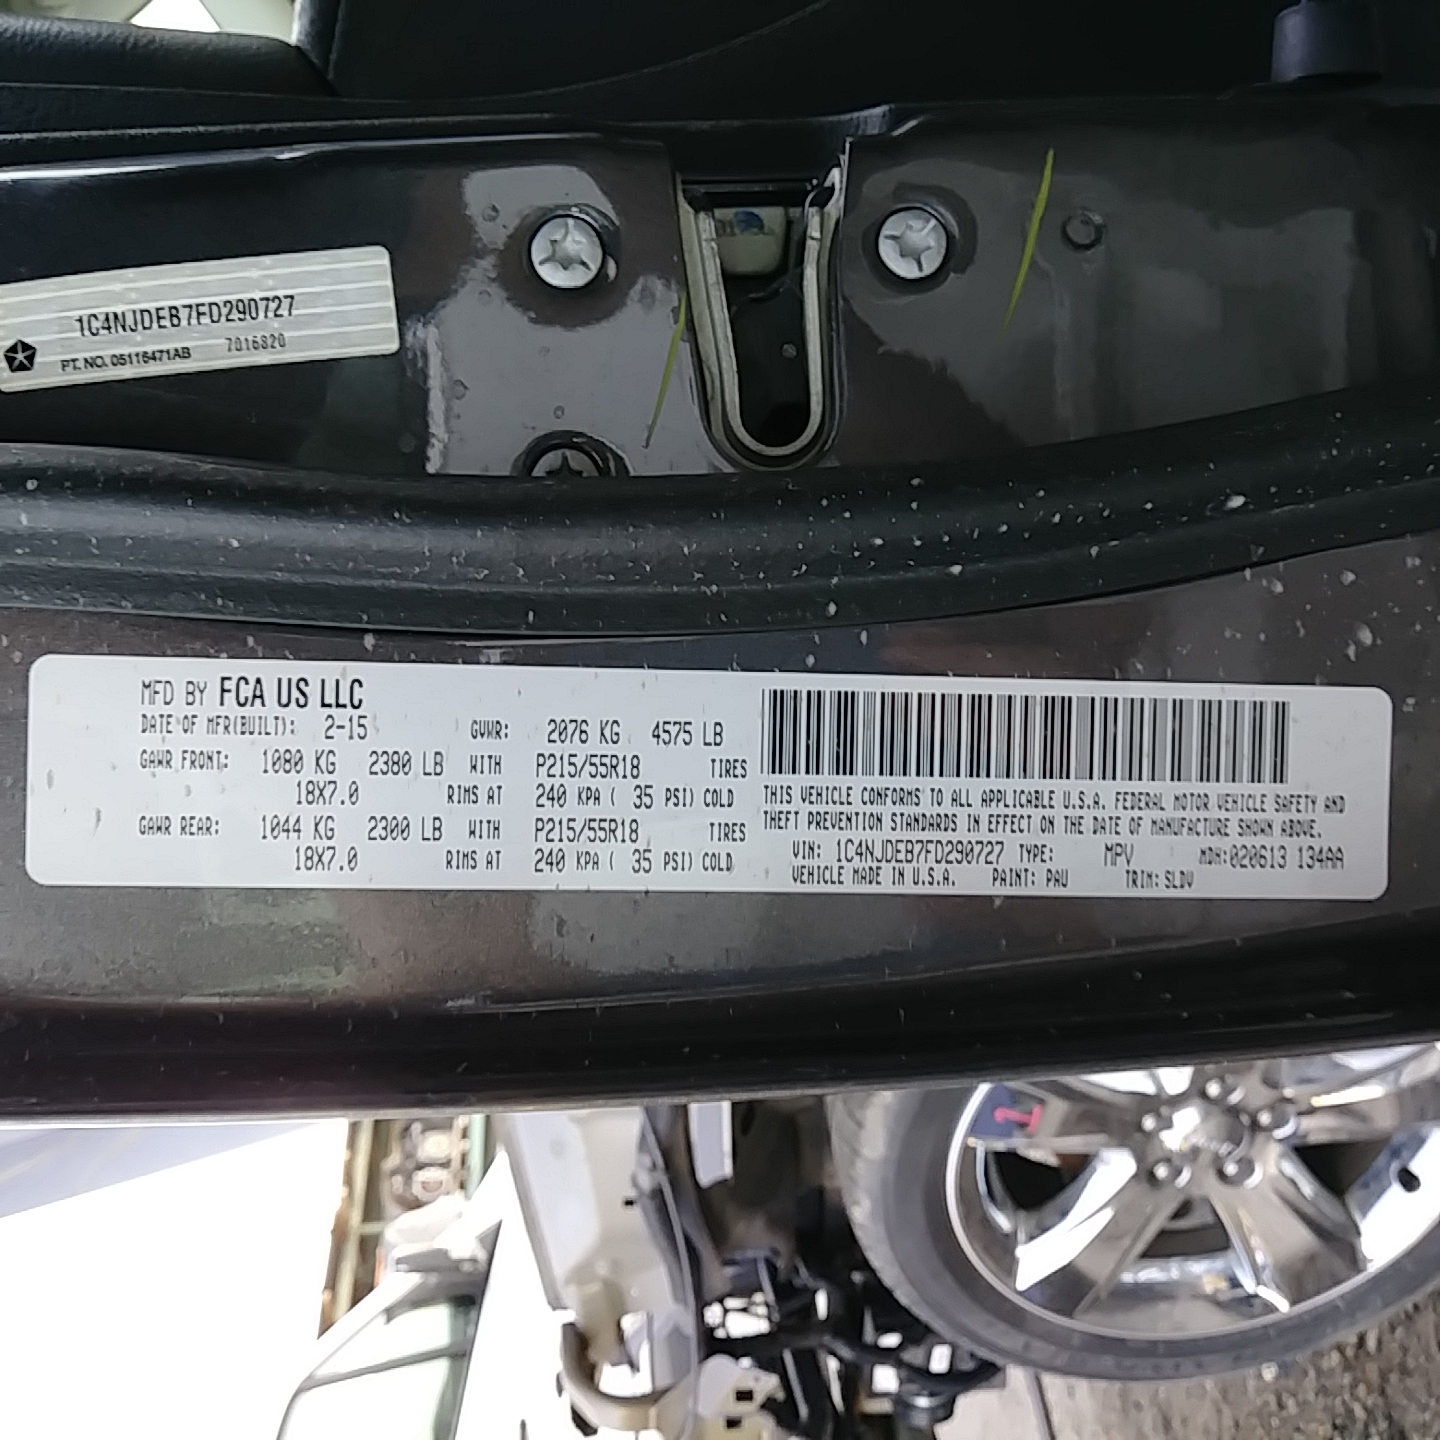 1C4NJDEB7FD290727
PT. NO. 05116471AB 7016820
MFD BY FCA US LLC
DATE OF MFR(BUILT): 2-15 GVWR: 2076 KG 4575 LB
GAWR FRONT: 1080 KG 2380 LB WITH P215/55R18 TIRES
18X7.0 RIMS AT 240 KPA ( 35 PSI) COLD
GAWR REAR: 1044 KG 2300 LB WITH P215/55R18 TIRES
18X7.0 RIMS AT 240 KPA ( 35 PSI) COLD
THIS VEHICLE CONFORMS TO ALL APPLICABLE U.S.A. FEDERAL MOTOR VEHICLE SAFETY AND
THEFT PREVENTION STANDARDS IN EFFECT ON THE DATE OF MANUFACTURE SHOWN ABOVE.
VIN: 1C4NJDEB7FD290727 TYPE: MPV MDH:020613 134AA
VEHICLE MADE IN U.S.A. PAINT: PAU TRIM: SLDV